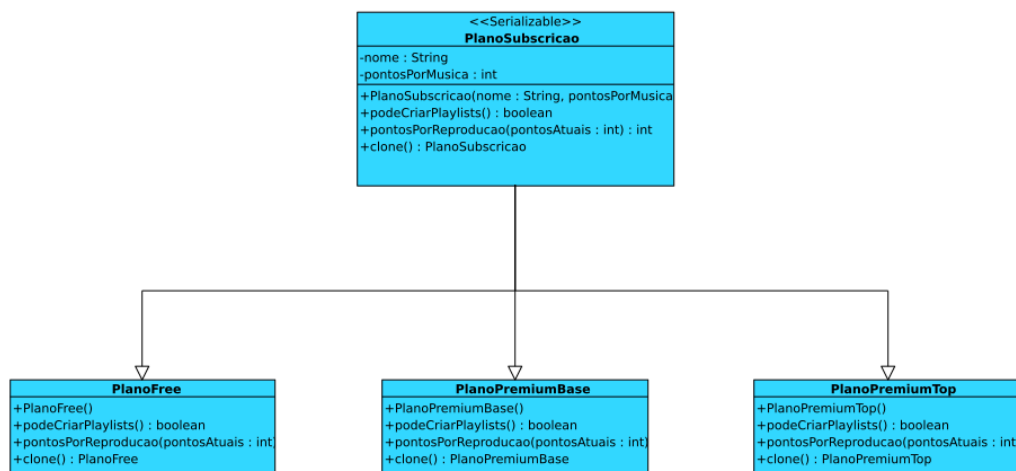 <<Serializable>>
PlanoSubscricao
-nome : String
-pontosPorMusica : int
+PlanoSubscricao(nome : String, pontosPorMusica
+podeCriarPlaylists() : boolean
+pontosPorReproducao(pontosAtuais : int) : int
+clone() : PlanoSubscricao
PlanoFree
+PlanoFree()
+podeCriarPlaylists() : boolean
+pontosPorReproducao(pontosAtuais : int)
+clone() : PlanoFree
PlanoPremiumBase
+PlanoPremiumBase()
+podeCriarPlaylists() : boolean
+pontosPorReproducao(pontosAtuais : int)
+clone() : PlanoPremiumBase
PlanoPremiumTop
+PlanoPremiumTop()
+podeCriarPlaylists() : boolean
+pontosPorReproducao(pontosAtuais : int
+clone() : PlanoPremiumTop